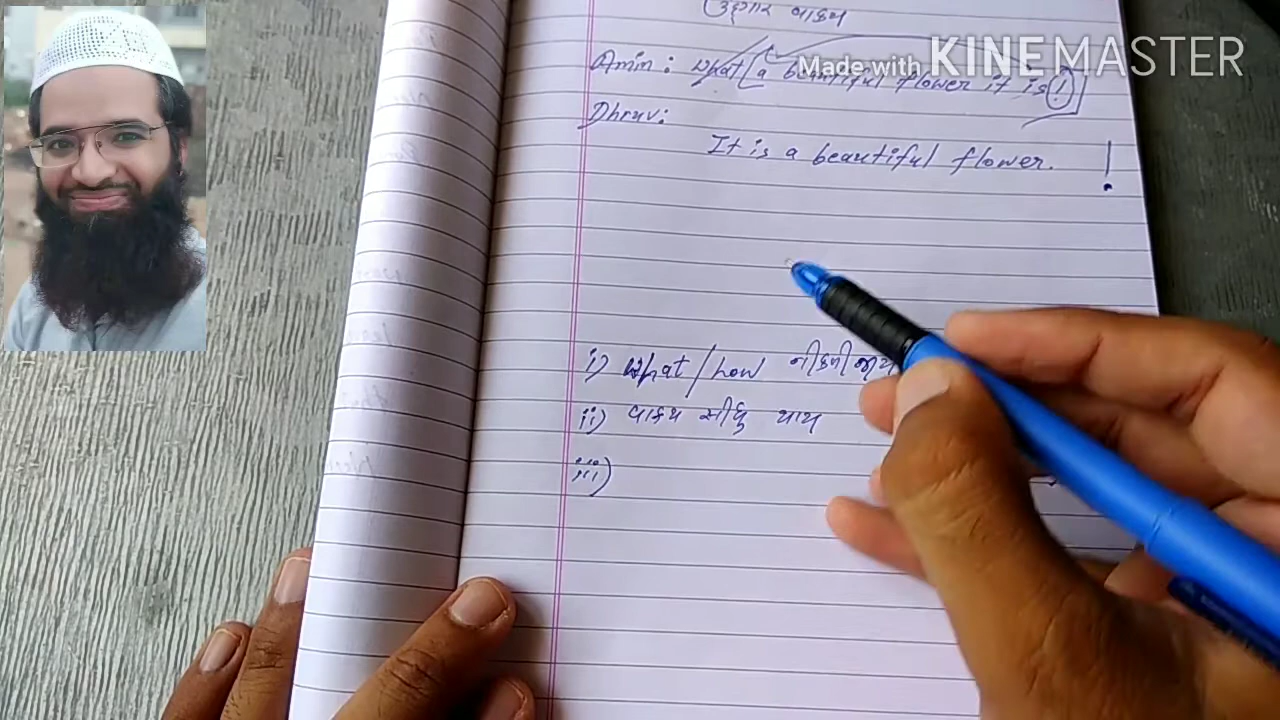 ઉદ્ગાર વાક્ય
Made with KINEMASTER
Amin: What a beautiful flower it is!
Dhruv:
It is a beautiful flower. !
i) What/how નીકળી જાય
ii) વાક્ય સીધુ થાય
iii)